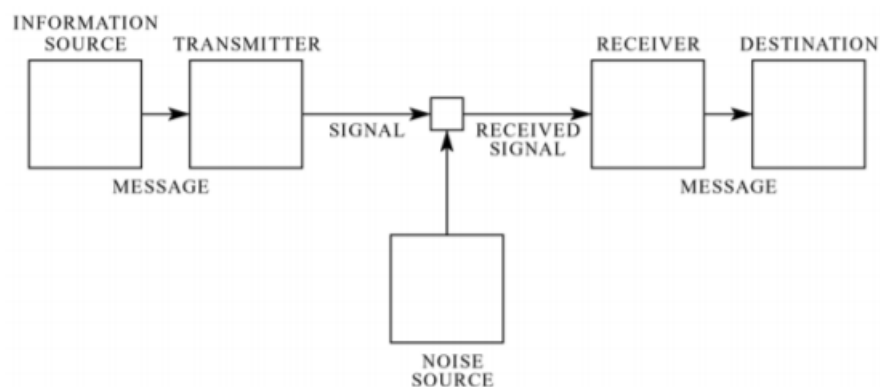 INFORMATION
SOURCE
TRANSMITTER
RECEIVER
DESTINATION
SIGNAL
RECEIVED
SIGNAL
MESSAGE
MESSAGE
NOISE
SOURCE